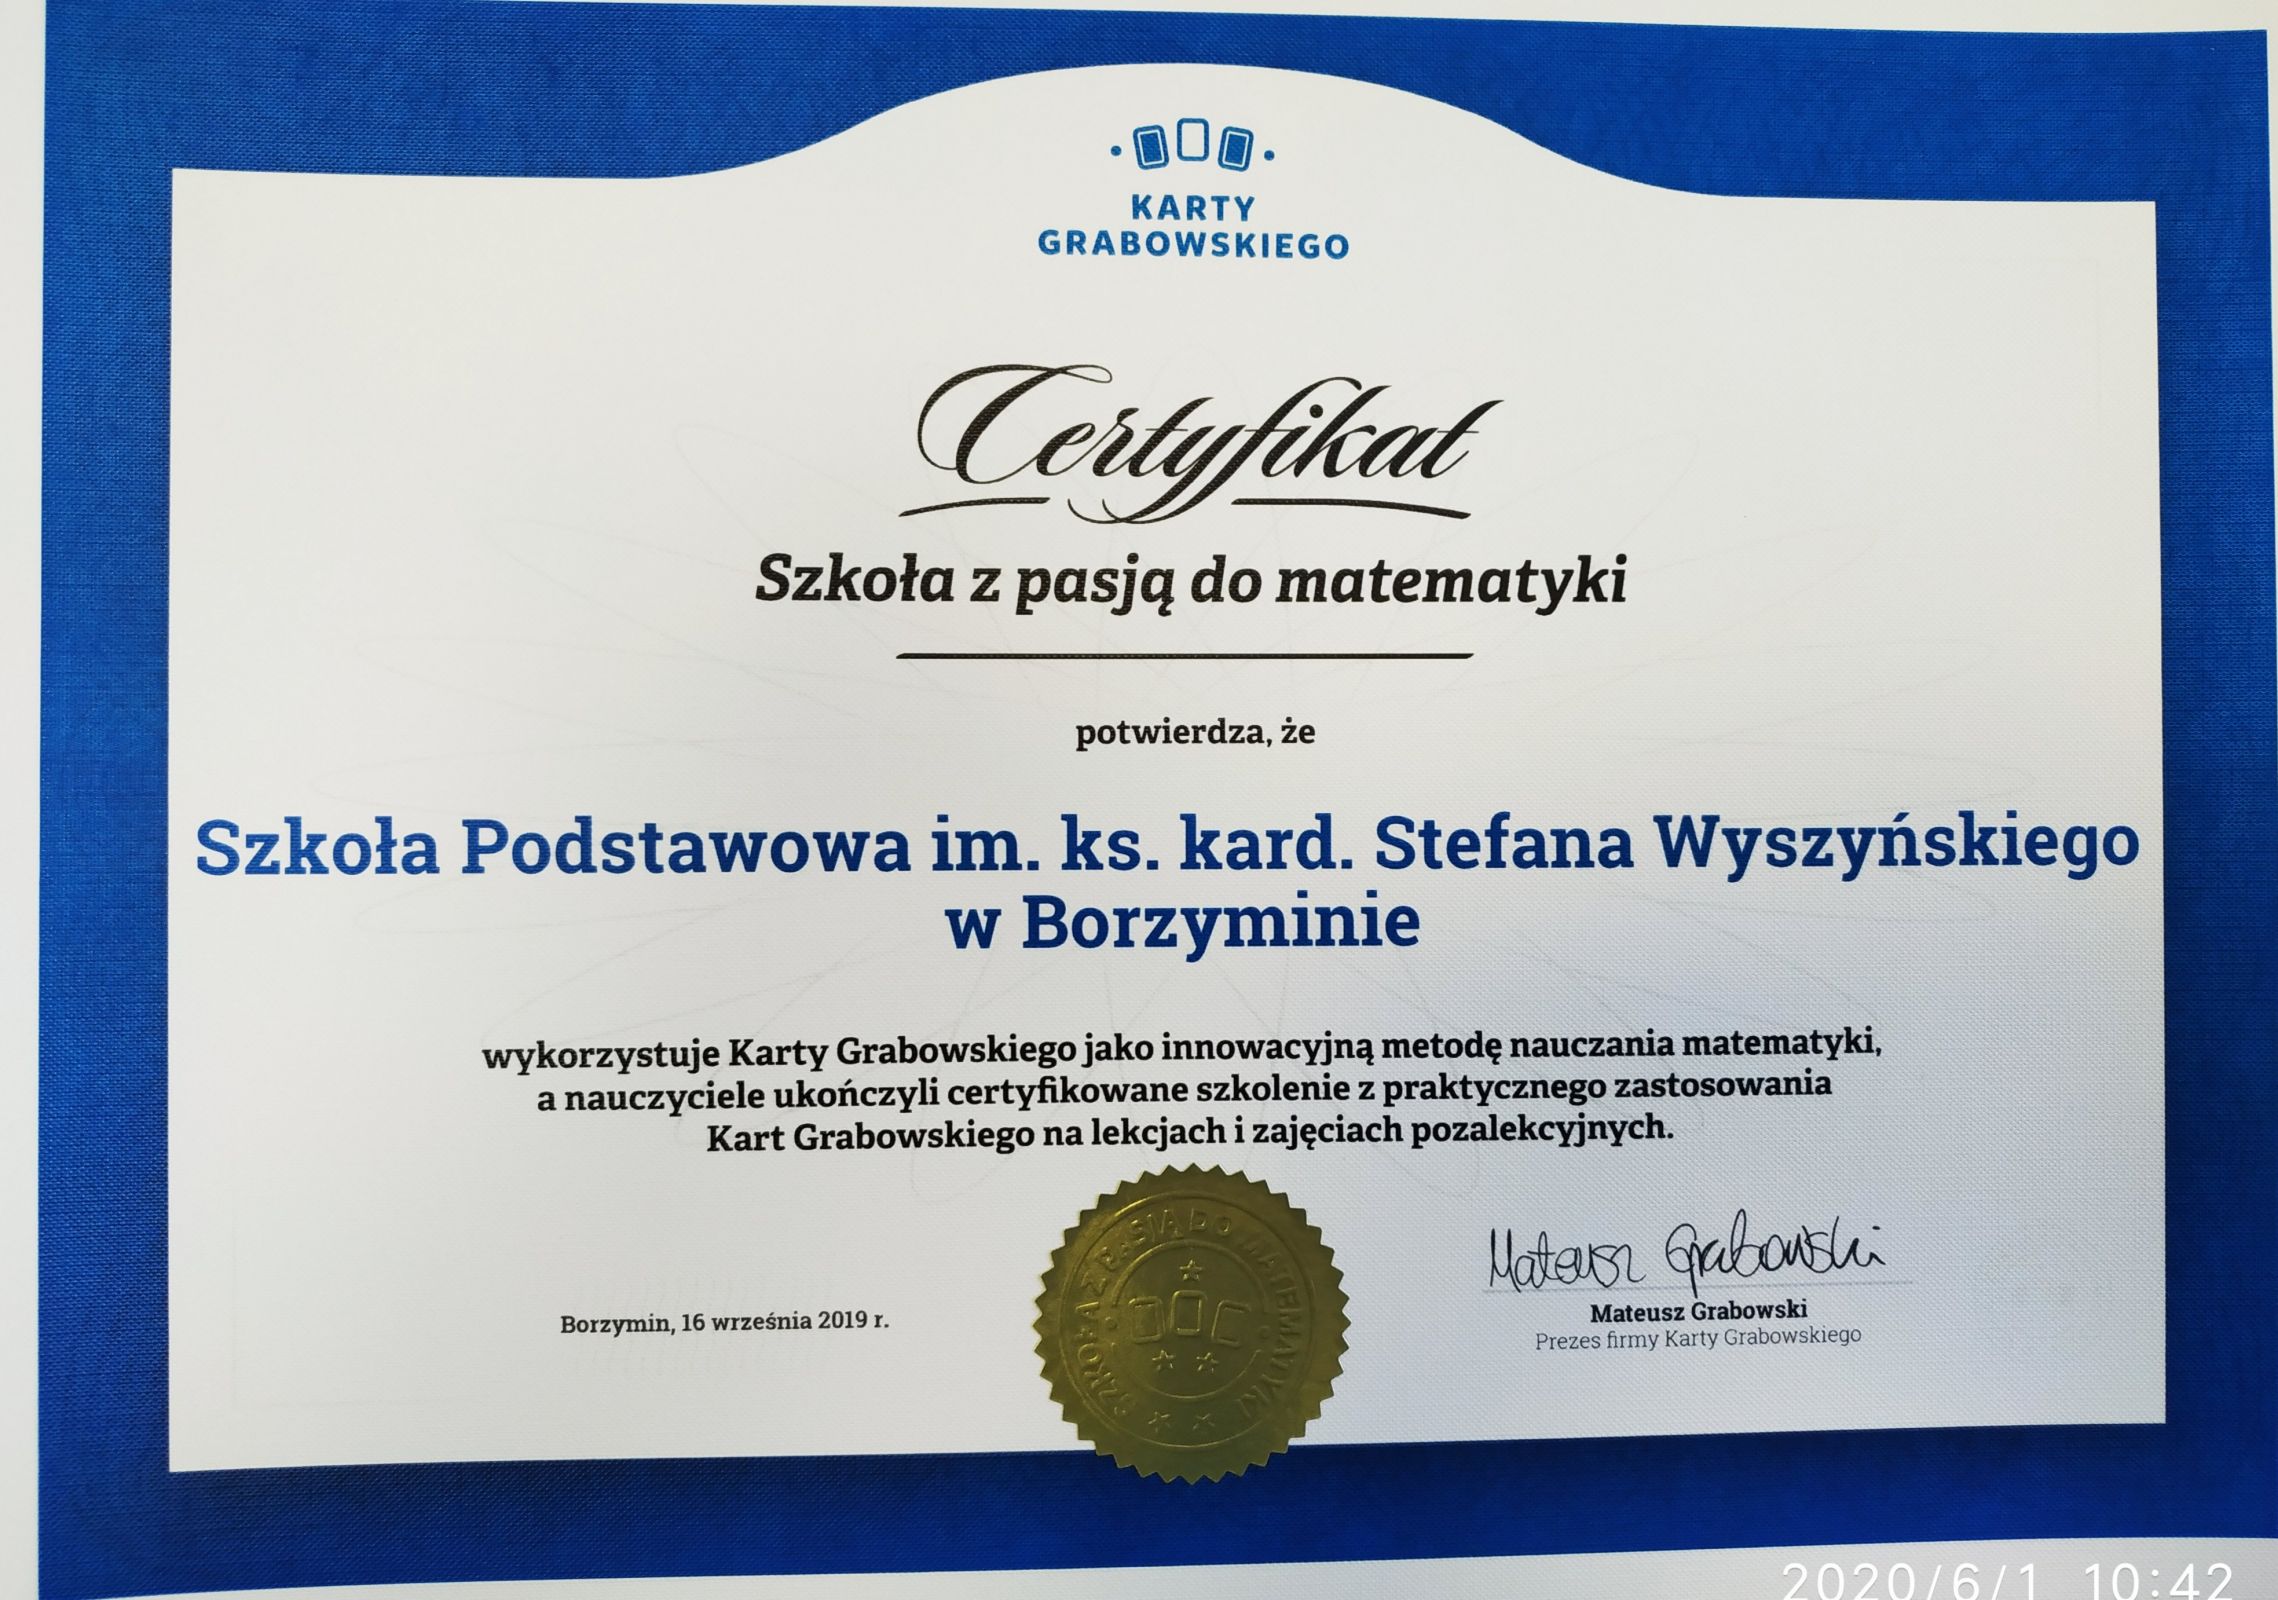 KARTY
GRABOWSKIEGO
Certyfikat
Szkoła z pasją do matematyki
potwierdza, że
Szkoła Podstawowa im. ks. kard. Stefana Wyszyńskiego
w Borzyminie
wykorzystuje Karty Grabowskiego jako innowacyjną metodę nauczania matematyki,
a nauczyciele ukończyli certyfikowane szkolenie z praktycznego zastosowania
Kart Grabowskiego na lekcjach i zajęciach pozalekcyjnych.
SZKOŁA Z PASJĄ DO MATEMATYKI
Borzymin, 16 września 2019 r.
Mateusz Grabowski
Mateusz Grabowski
Prezes firmy Karty Grabowskiego
2020/6/1 10:42